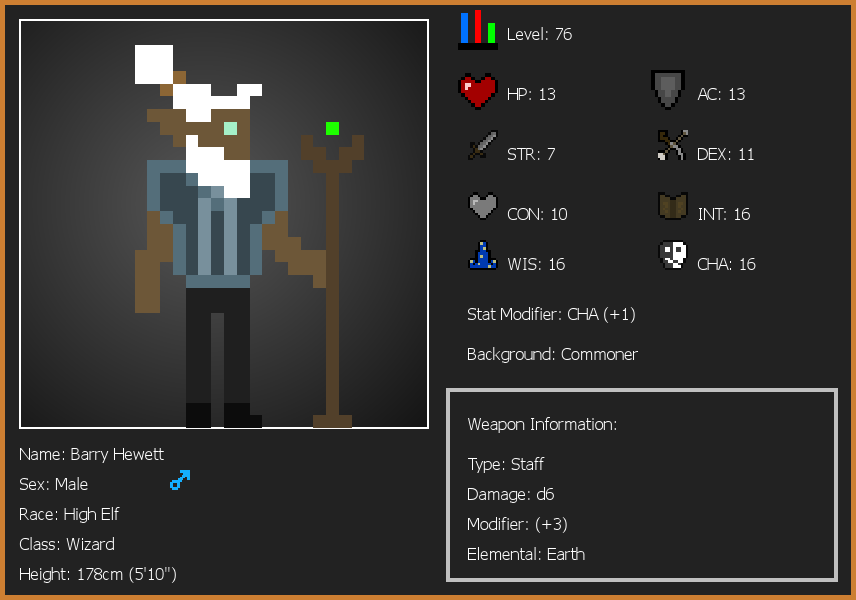 Level: 76
HP: 13
AC: 13
STR: 7
DEX: 11
CON: 10
INT: 16
WIS: 16
CHA: 16
Stat Modifier: CHA (+1)
Background: Commoner
Weapon Information:
Type: Staff
Damage: d6
Modifier: (+3)
Elemental: Earth
Name: Barry Hewett
Sex: Male
Race: High Elf
Class: Wizard
Height: 178cm (5'10")